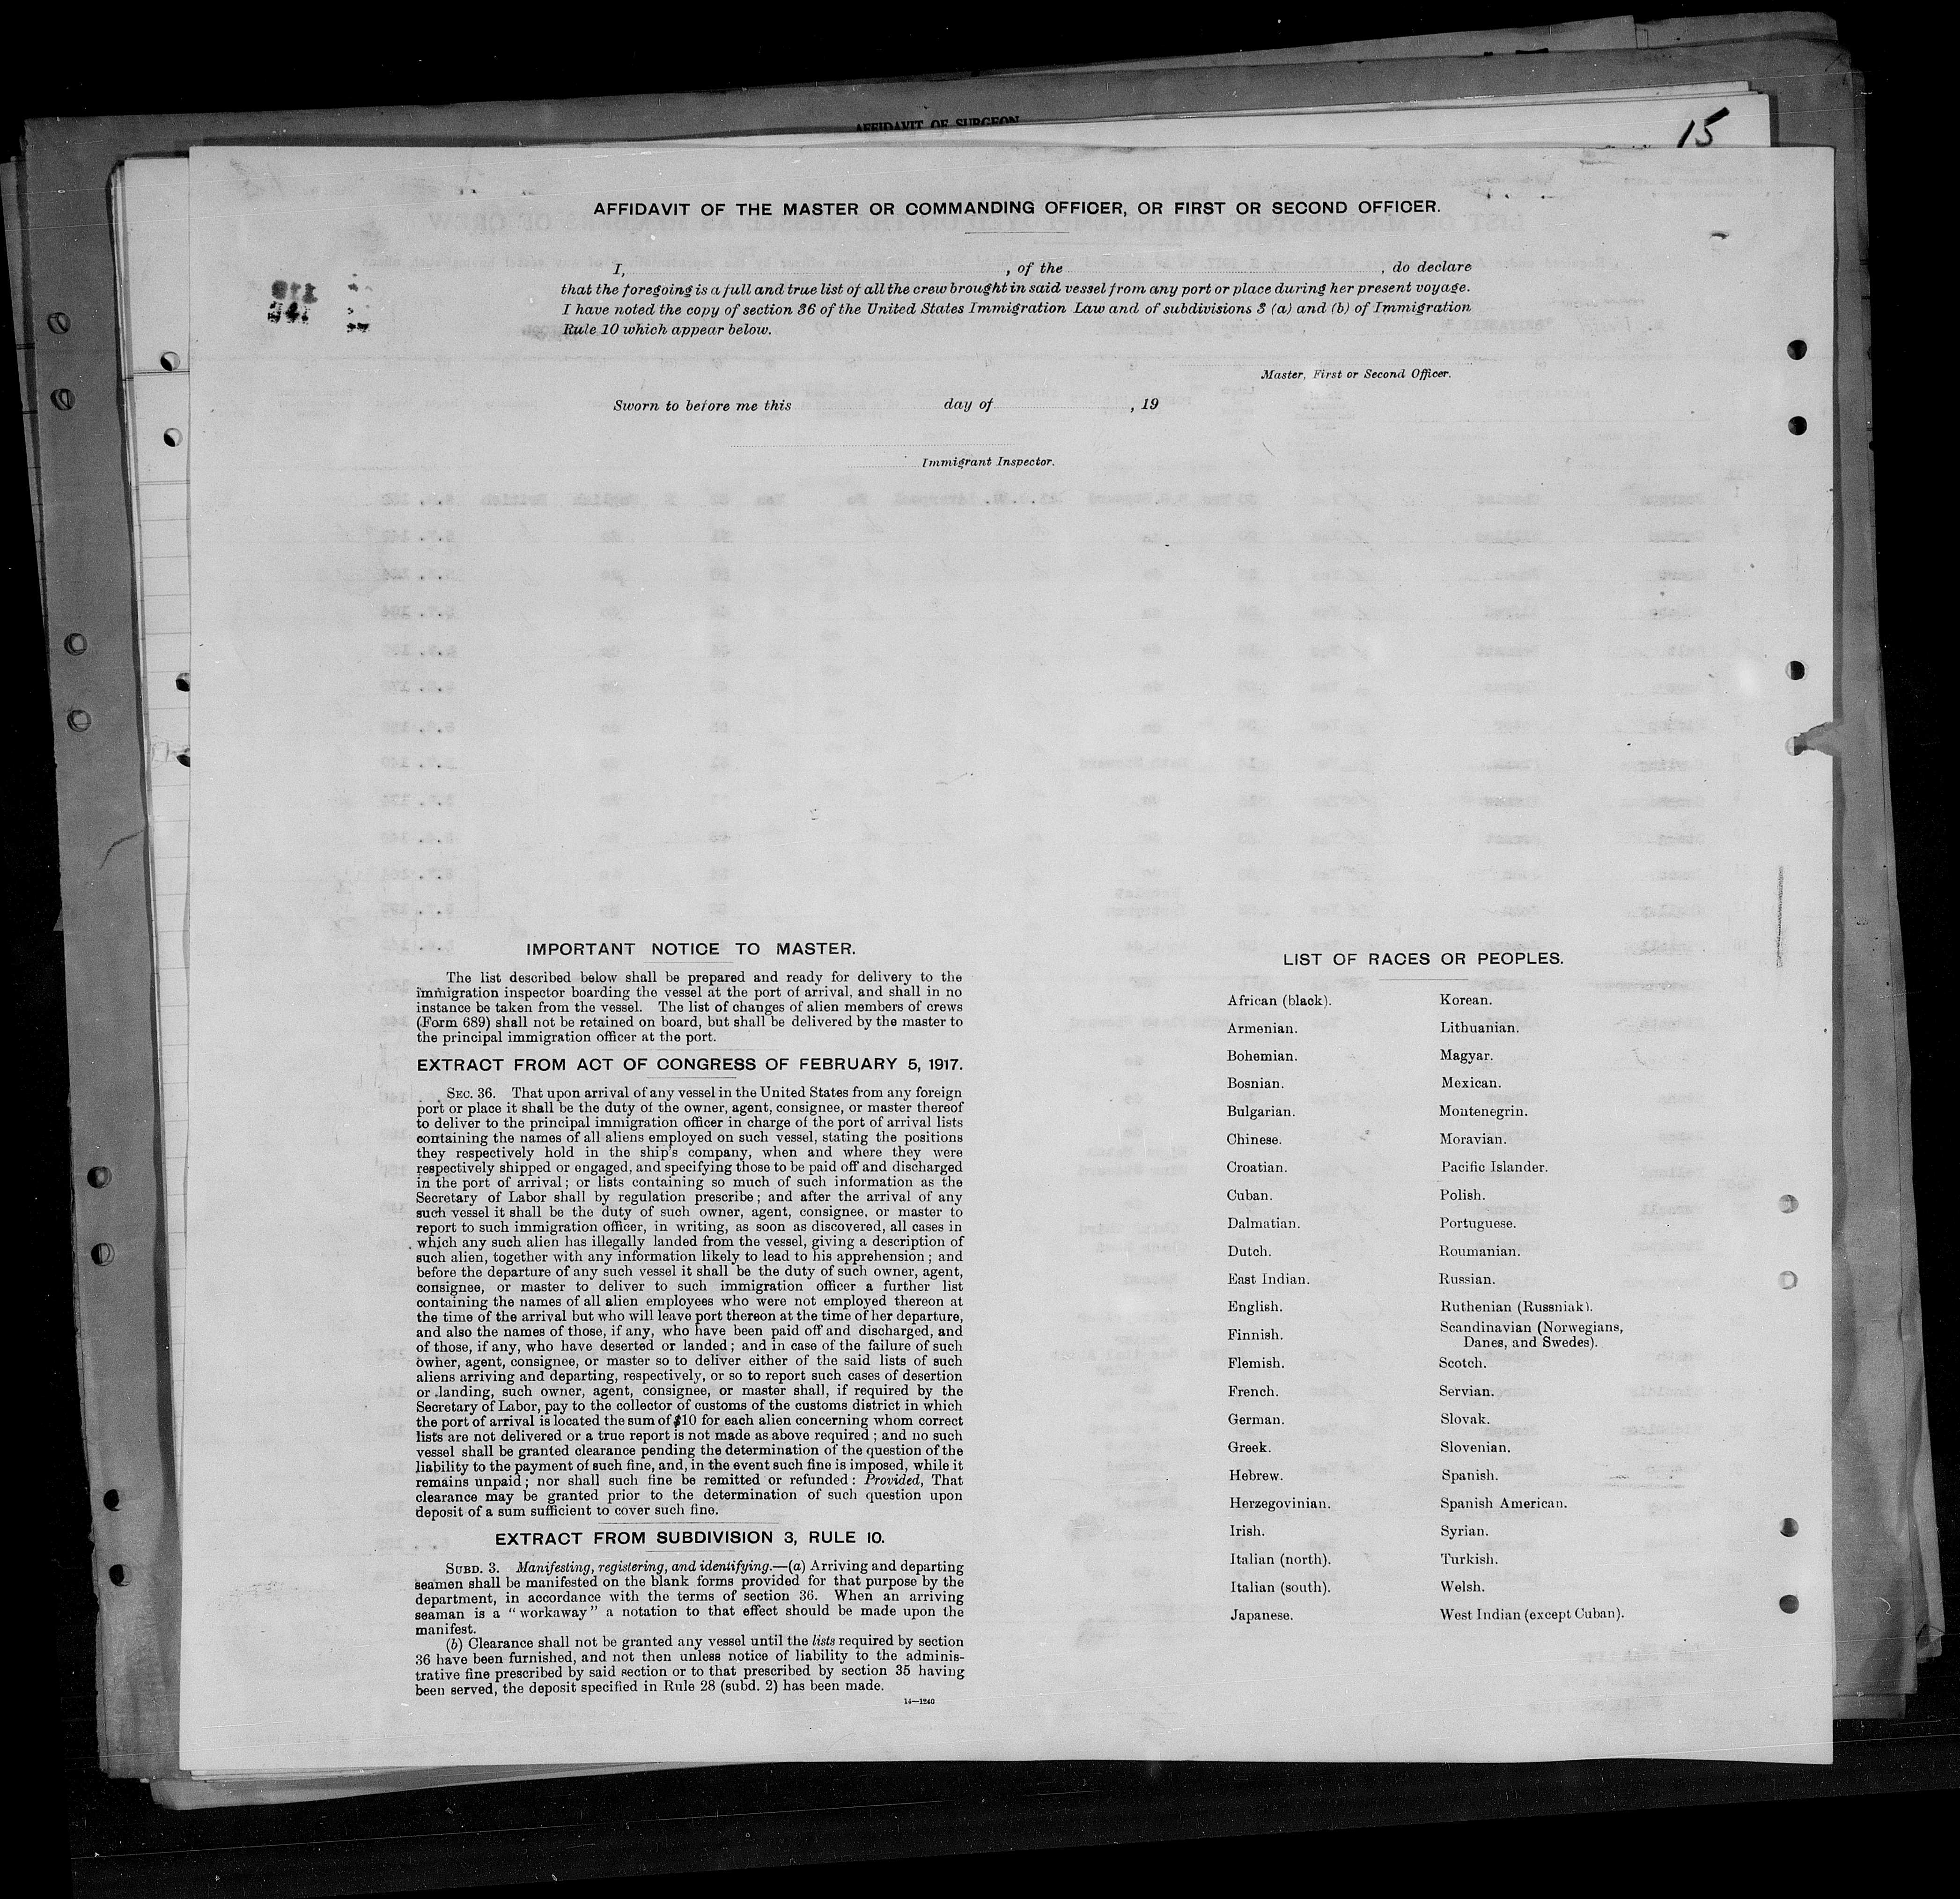 AFFIDAVIT OF SURGEON
15
AFFIDAVIT OF THE MASTER OR COMMANDING OFFICER, OR FIRST OR SECOND OFFICER.
I, , of the , do declare
that the foregoing is a full and true list of all the crew brought in said vessel from any port or place during her present voyage.
I have noted the copy of section 36 of the United States Immigration Law and of subdivisions 3 (a) and (b) of Immigration
Rule 10 which appear below.
Master, First or Second Officer.
Sworn to before me this day of , 19
Immigrant Inspector.
IMPORTANT NOTICE TO MASTER.
The list described below shall be prepared and ready for delivery to the
immigration inspector boarding the vessel at the port of arrival, and shall in no
instance be taken from the vessel. The list of changes of alien members of crews
(Form 689) shall not be retained on board, but shall be delivered by the master to
the principal immigration officer at the port.
EXTRACT FROM ACT OF CONGRESS OF FEBRUARY 5, 1917.
SEC. 36. That upon arrival of any vessel in the United States from any foreign
port or place it shall be the duty of the owner, agent, consignee, or master thereof
to deliver to the principal immigration officer in charge of the port of arrival lists
containing the names of all aliens employed on such vessel, stating the positions
they respectively hold in the ship's company, when and where they were
respectively shipped or engaged, and specifying those to be paid off and discharged
in the port of arrival; or lists containing so much of such information as the
Secretary of Labor shall by regulation prescribe; and after the arrival of any
such vessel it shall be the duty of such owner, agent, consignee, or master to
report to such immigration officer, in writing, as soon as discovered, all cases in
which any such alien has illegally landed from the vessel, giving a description of
such alien, together with any information likely to lead to his apprehension; and
before the departure of any such vessel it shall be the duty of such owner, agent,
consignee, or master to deliver to such immigration officer a further list
containing the names of all alien employees who were not employed thereon at
the time of the arrival but who will leave port thereon at the time of her departure,
and also the names of those, if any, who have been paid off and discharged, and
of those, if any, who have deserted or landed; and in case of the failure of such
owner, agent, consignee, or master so to deliver either of the said lists of such
aliens arriving and departing, respectively, or so to report such cases of desertion
or landing, such owner, agent, consignee, or master shall, if required by the
Secretary of Labor, pay to the collector of customs of the customs district in which
the port of arrival is located the sum of $10 for each alien concerning whom correct
lists are not delivered or a true report is not made as above required; and no such
vessel shall be granted clearance pending the determination of the question of the
liability to the payment of such fine, and, in the event such fine is imposed, while it
remains unpaid; nor shall such fine be remitted or refunded: Provided, That
clearance may be granted prior to the determination of such question upon
deposit of a sum sufficient to cover such fine.
EXTRACT FROM SUBDIVISION 3, RULE 10.
SUBD. 3. Manifesting, registering, and identifying.—(a) Arriving and departing
seamen shall be manifested on the blank forms provided for that purpose by the
department, in accordance with the terms of section 36. When an arriving
seaman is a "workaway" a notation to that effect should be made upon the
manifest.
(b) Clearance shall not be granted any vessel until the lists required by section
36 have been furnished, and not then unless notice of liability to the adminis-
trative fine prescribed by said section or to that prescribed by section 35 having
been served, the deposit specified in Rule 28 (subd. 2) has been made.
14—1240
LIST OF RACES OR PEOPLES.
African (black).
Armenian.
Bohemian.
Bosnian.
Bulgarian.
Chinese.
Croatian.
Cuban.
Dalmatian.
Dutch.
East Indian.
English.
Finnish.
Flemish.
French.
German.
Greek.
Hebrew.
Herzegovinian.
Irish.
Italian (north).
Italian (south).
Japanese.
Korean.
Lithuanian.
Magyar.
Mexican.
Montenegrin.
Moravian.
Pacific Islander.
Polish.
Portuguese.
Roumanian.
Russian.
Ruthenian (Russniak).
Scandinavian (Norwegians,
Danes, and Swedes).
Scotch.
Servian.
Slovak.
Slovenian.
Spanish.
Spanish American.
Syrian.
Turkish.
Welsh.
West Indian (except Cuban).